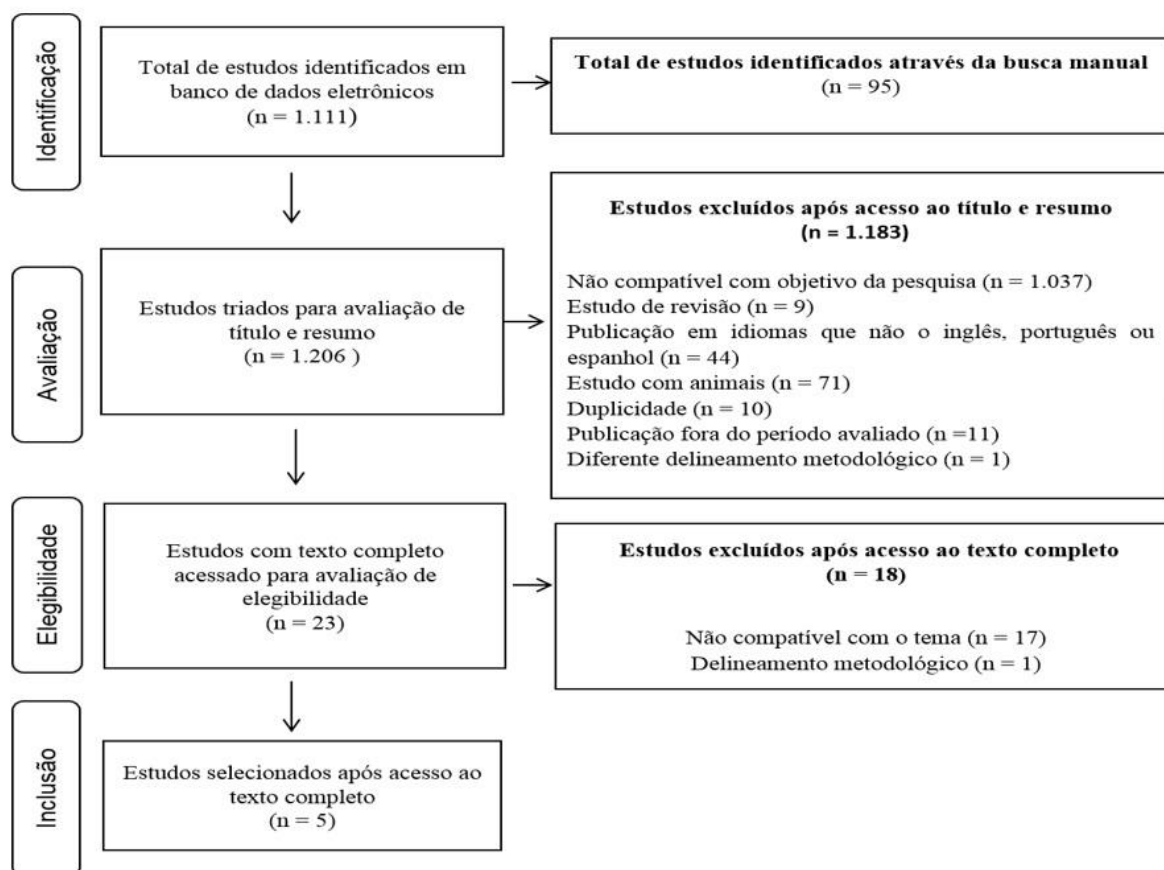 Identificação
Total de estudos identificados em
banco de dados eletrônicos
(n = 1.111)
Total de estudos identificados através da busca manual
(n = 95)
Avaliação
Estudos triados para avaliação de
título e resumo
(n = 1.206 )
Estudos excluídos após acesso ao título e resumo
(n = 1.183)
Não compatível com objetivo da pesquisa (n = 1.037)
Estudo de revisão (n = 9)
Publicação em idiomas que não o inglês, português ou
espanhol (n = 44)
Estudo com animais (n = 71)
Duplicidade (n = 10)
Publicação fora do período avaliado (n =11)
Diferente delineamento metodológico (n = 1)
Elegibilidade
Estudos com texto completo
acessado para avaliação de
elegibilidade
(n = 23)
Estudos excluídos após acesso ao texto completo
(n = 18)
Não compatível com o tema (n = 17)
Delineamento metodológico (n = 1)
Inclusão
Estudos selecionados após acesso ao
texto completo
(n = 5)